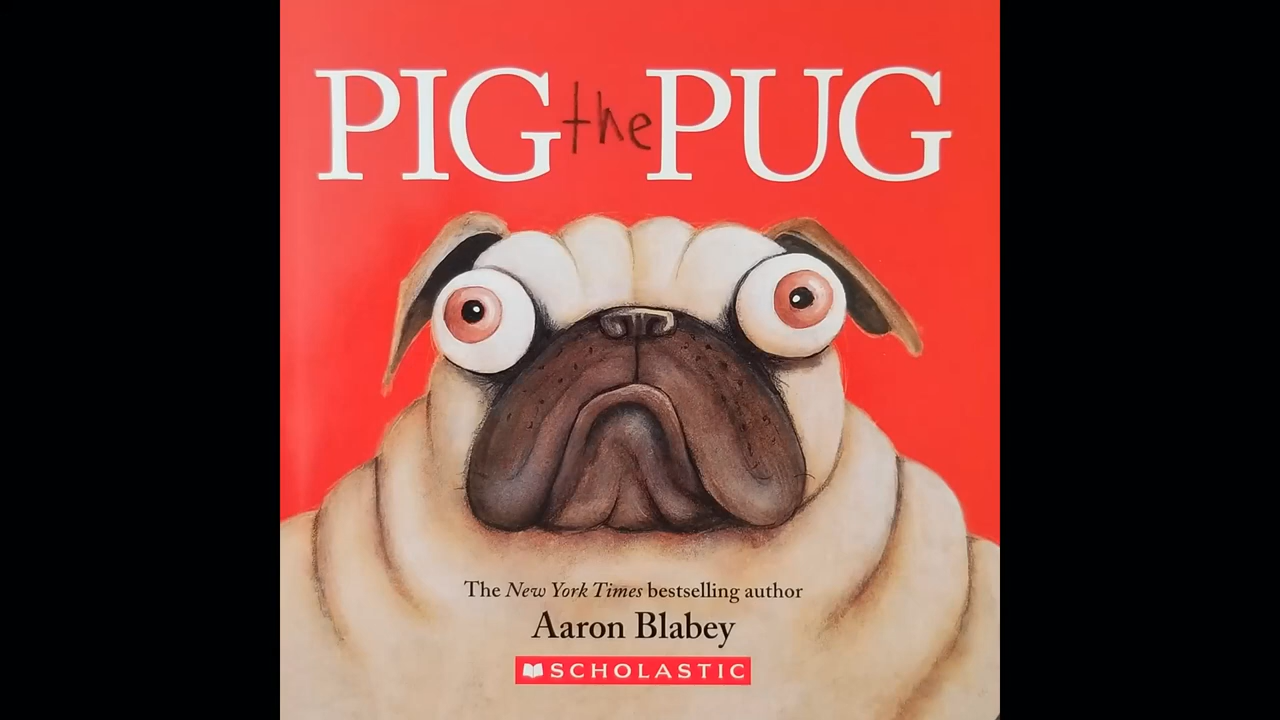 PIG the PUG
The New York Times bestselling author
Aaron Blabey
SCHOLASTIC